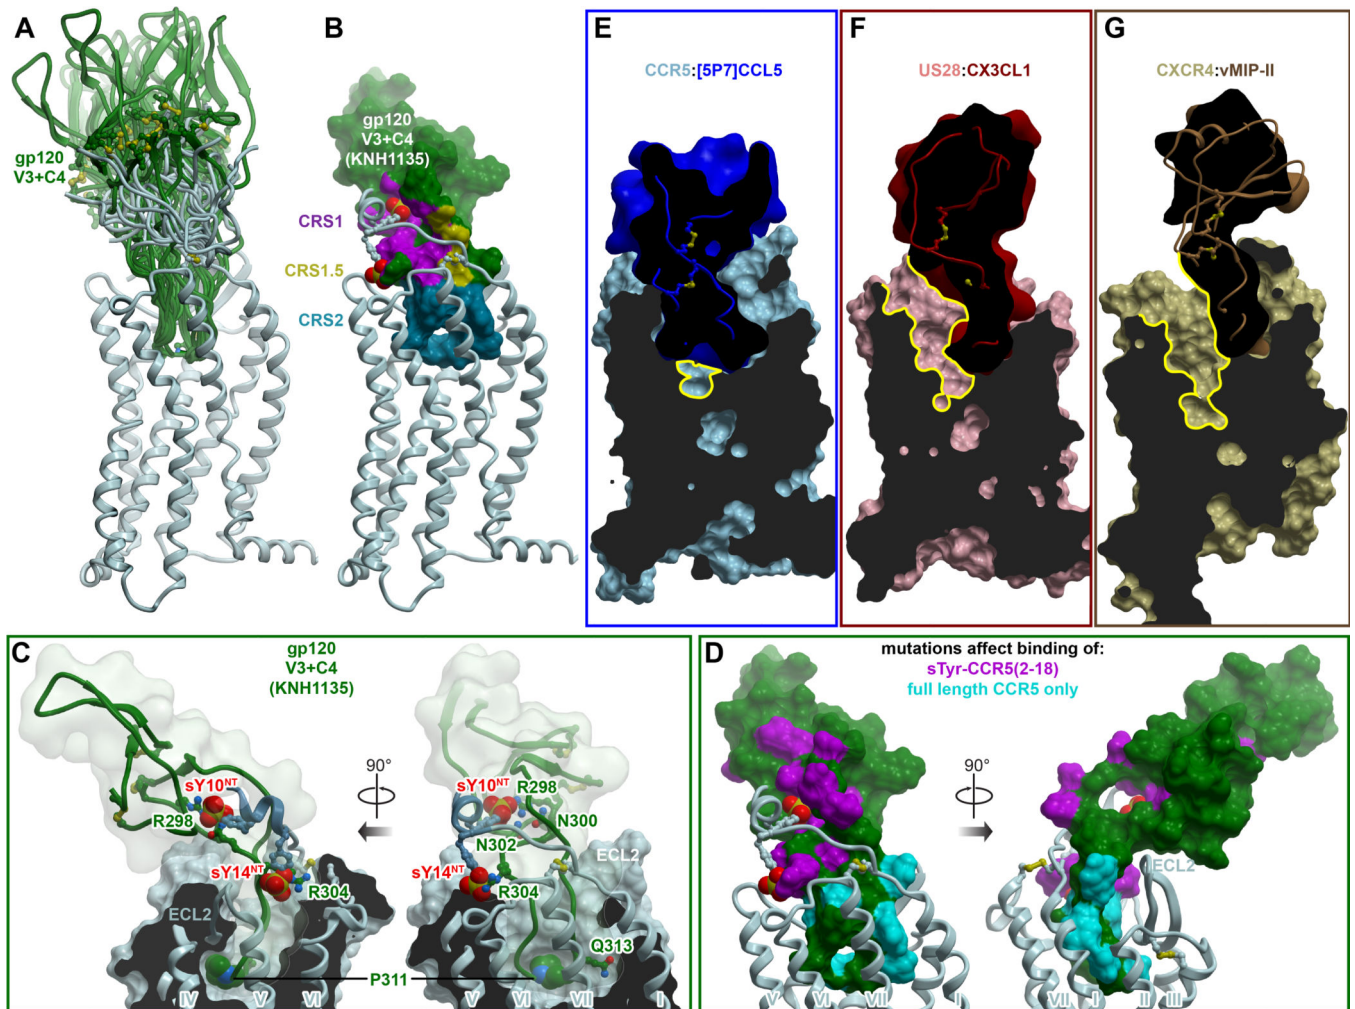 A
gp120
V3+C4
B
gp120
V3+C4
(KNH1135)
CRS1
CRS1.5
CRS2
E
CCR5:[5P7]CCL5
F
US28:CX3CL1
G
CXCR4:vMIP-II
C
gp120
V3+C4
(KNH1135)
sY10NT
R298
sY14NT
R304
ECL2
IV
V
VI
90°
sY10NT
R298
N300
N302
ECL2
sY14NT
R304
Q313
P311
V
VI
VII
I
D
mutations affect binding of:
sTyr-CCR5(2-18)
full length CCR5 only
90°
ECL2
V
VI
VII
I
VII
I
II
III